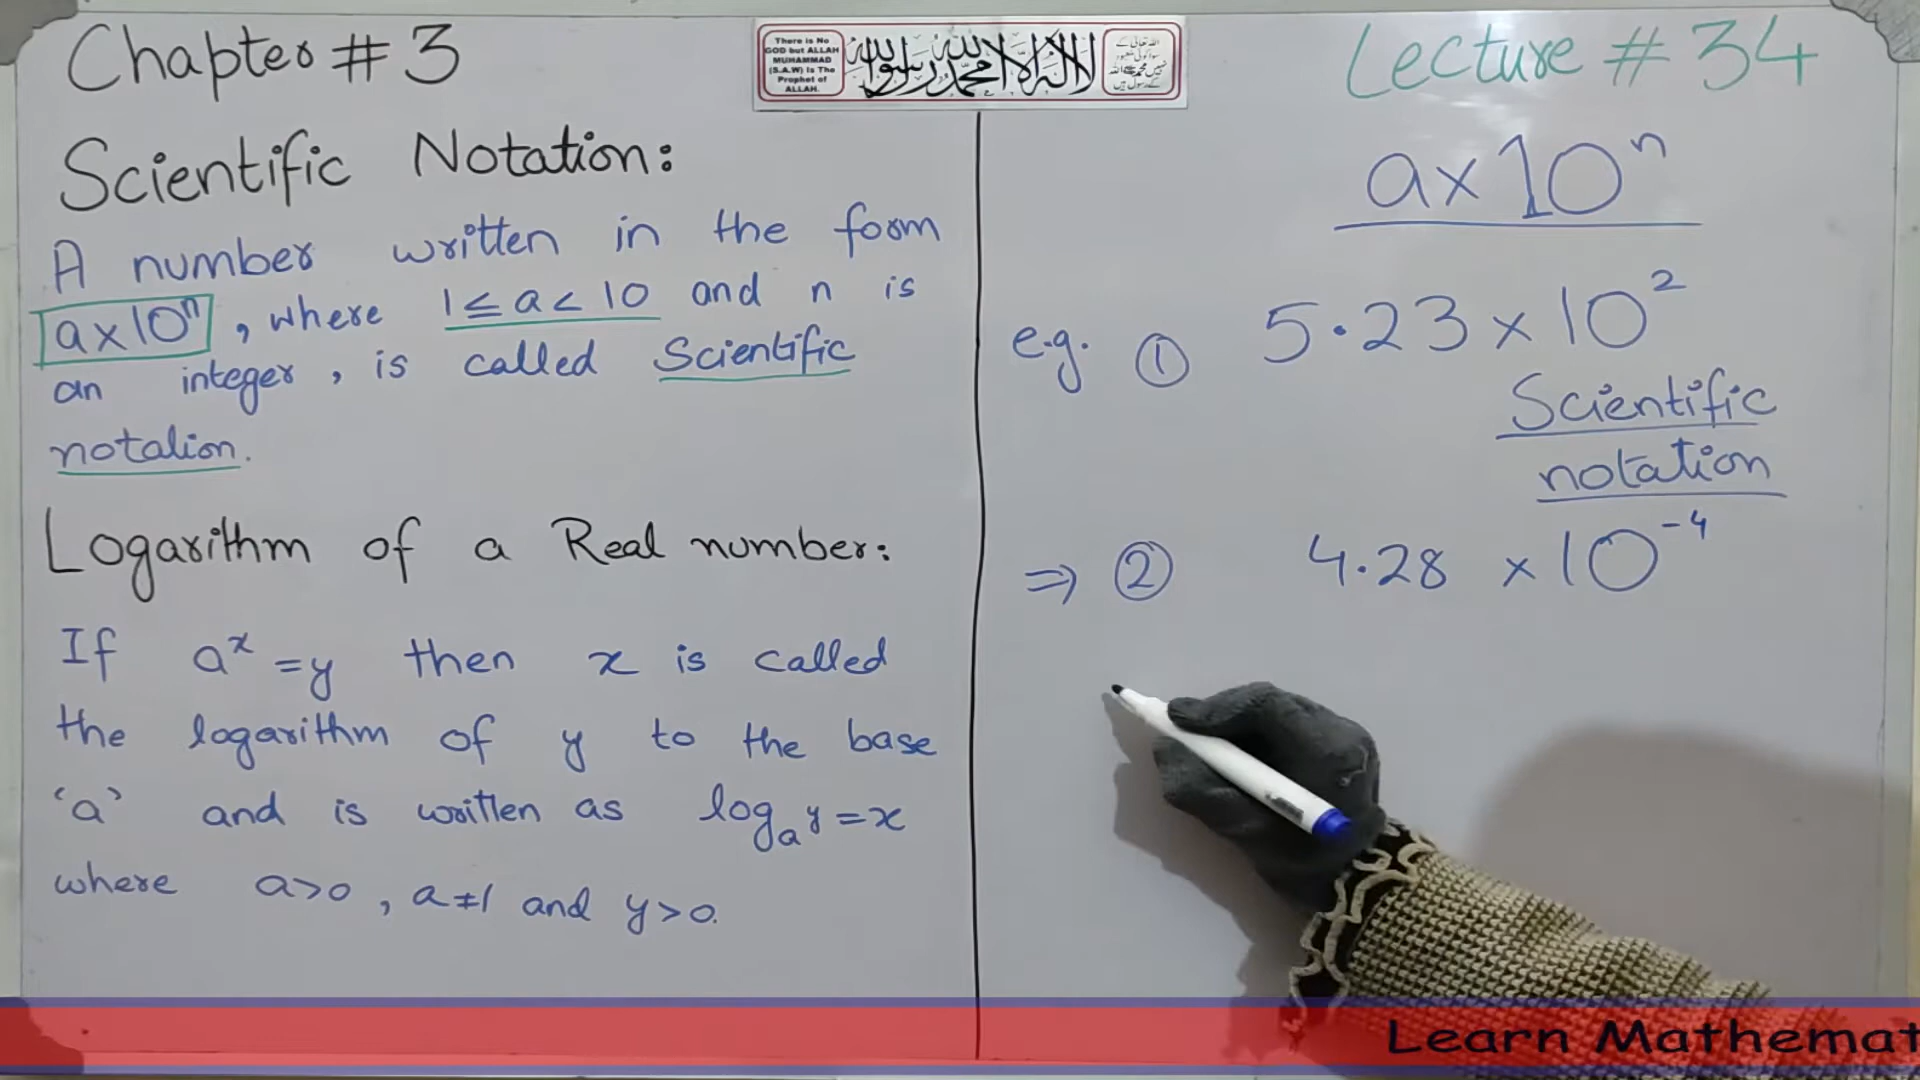 Chapter # 3
There is No
GOD but ALLAH
MUHAMMAD
(S.A.W) is The
Prophet of
ALLAH.
لا إله إلا الله محمد رسول الله
Lecture # 34
Scientific Notation:
A number written in the form
a×10ⁿ, where 1≤a<10 and n is
an integer, is called Scientific
notation.
Logarithm of a Real number:
If aˣ=y then x is called
the logarithm of y to the base
‘a’ and is written as logₐy=x
where a>0, a≠1 and y>0.
a×10ⁿ
e.g. ① 5.23×10²
Scientific
notation
⇒ ② 4.28 ×10⁻⁴
Learn Mathemat